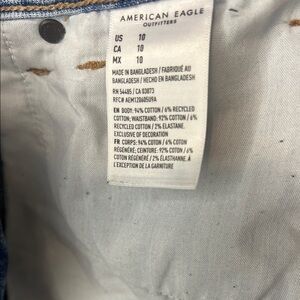 AMERICAN EAGLE
OUTFITTERS
US 10
CA 10
MX 10
MADE IN BANGLADESH / FABRIQUÉ AU
BANGLADESH / HECHO EN BANGLADESH
RN 54485 / CA 03873
RFC# AEM12060509A
EN: BODY: 94% COTTON / 6% RECYCLED
COTTON; WAISTBAND: 92% COTTON / 6%
RECYCLED COTTON / 2% ELASTANE.
EXCLUSIVE OF DECORATION
FR: CORPS: 94% COTON / 6% COTON
RÉGÉNÉRÉ; CEINTURE: 92% COTON / 6%
COTON RÉGÉNÉRÉ / 2% ÉLASTHANNE. À
L'EXCEPTION DE LA GARNITURE